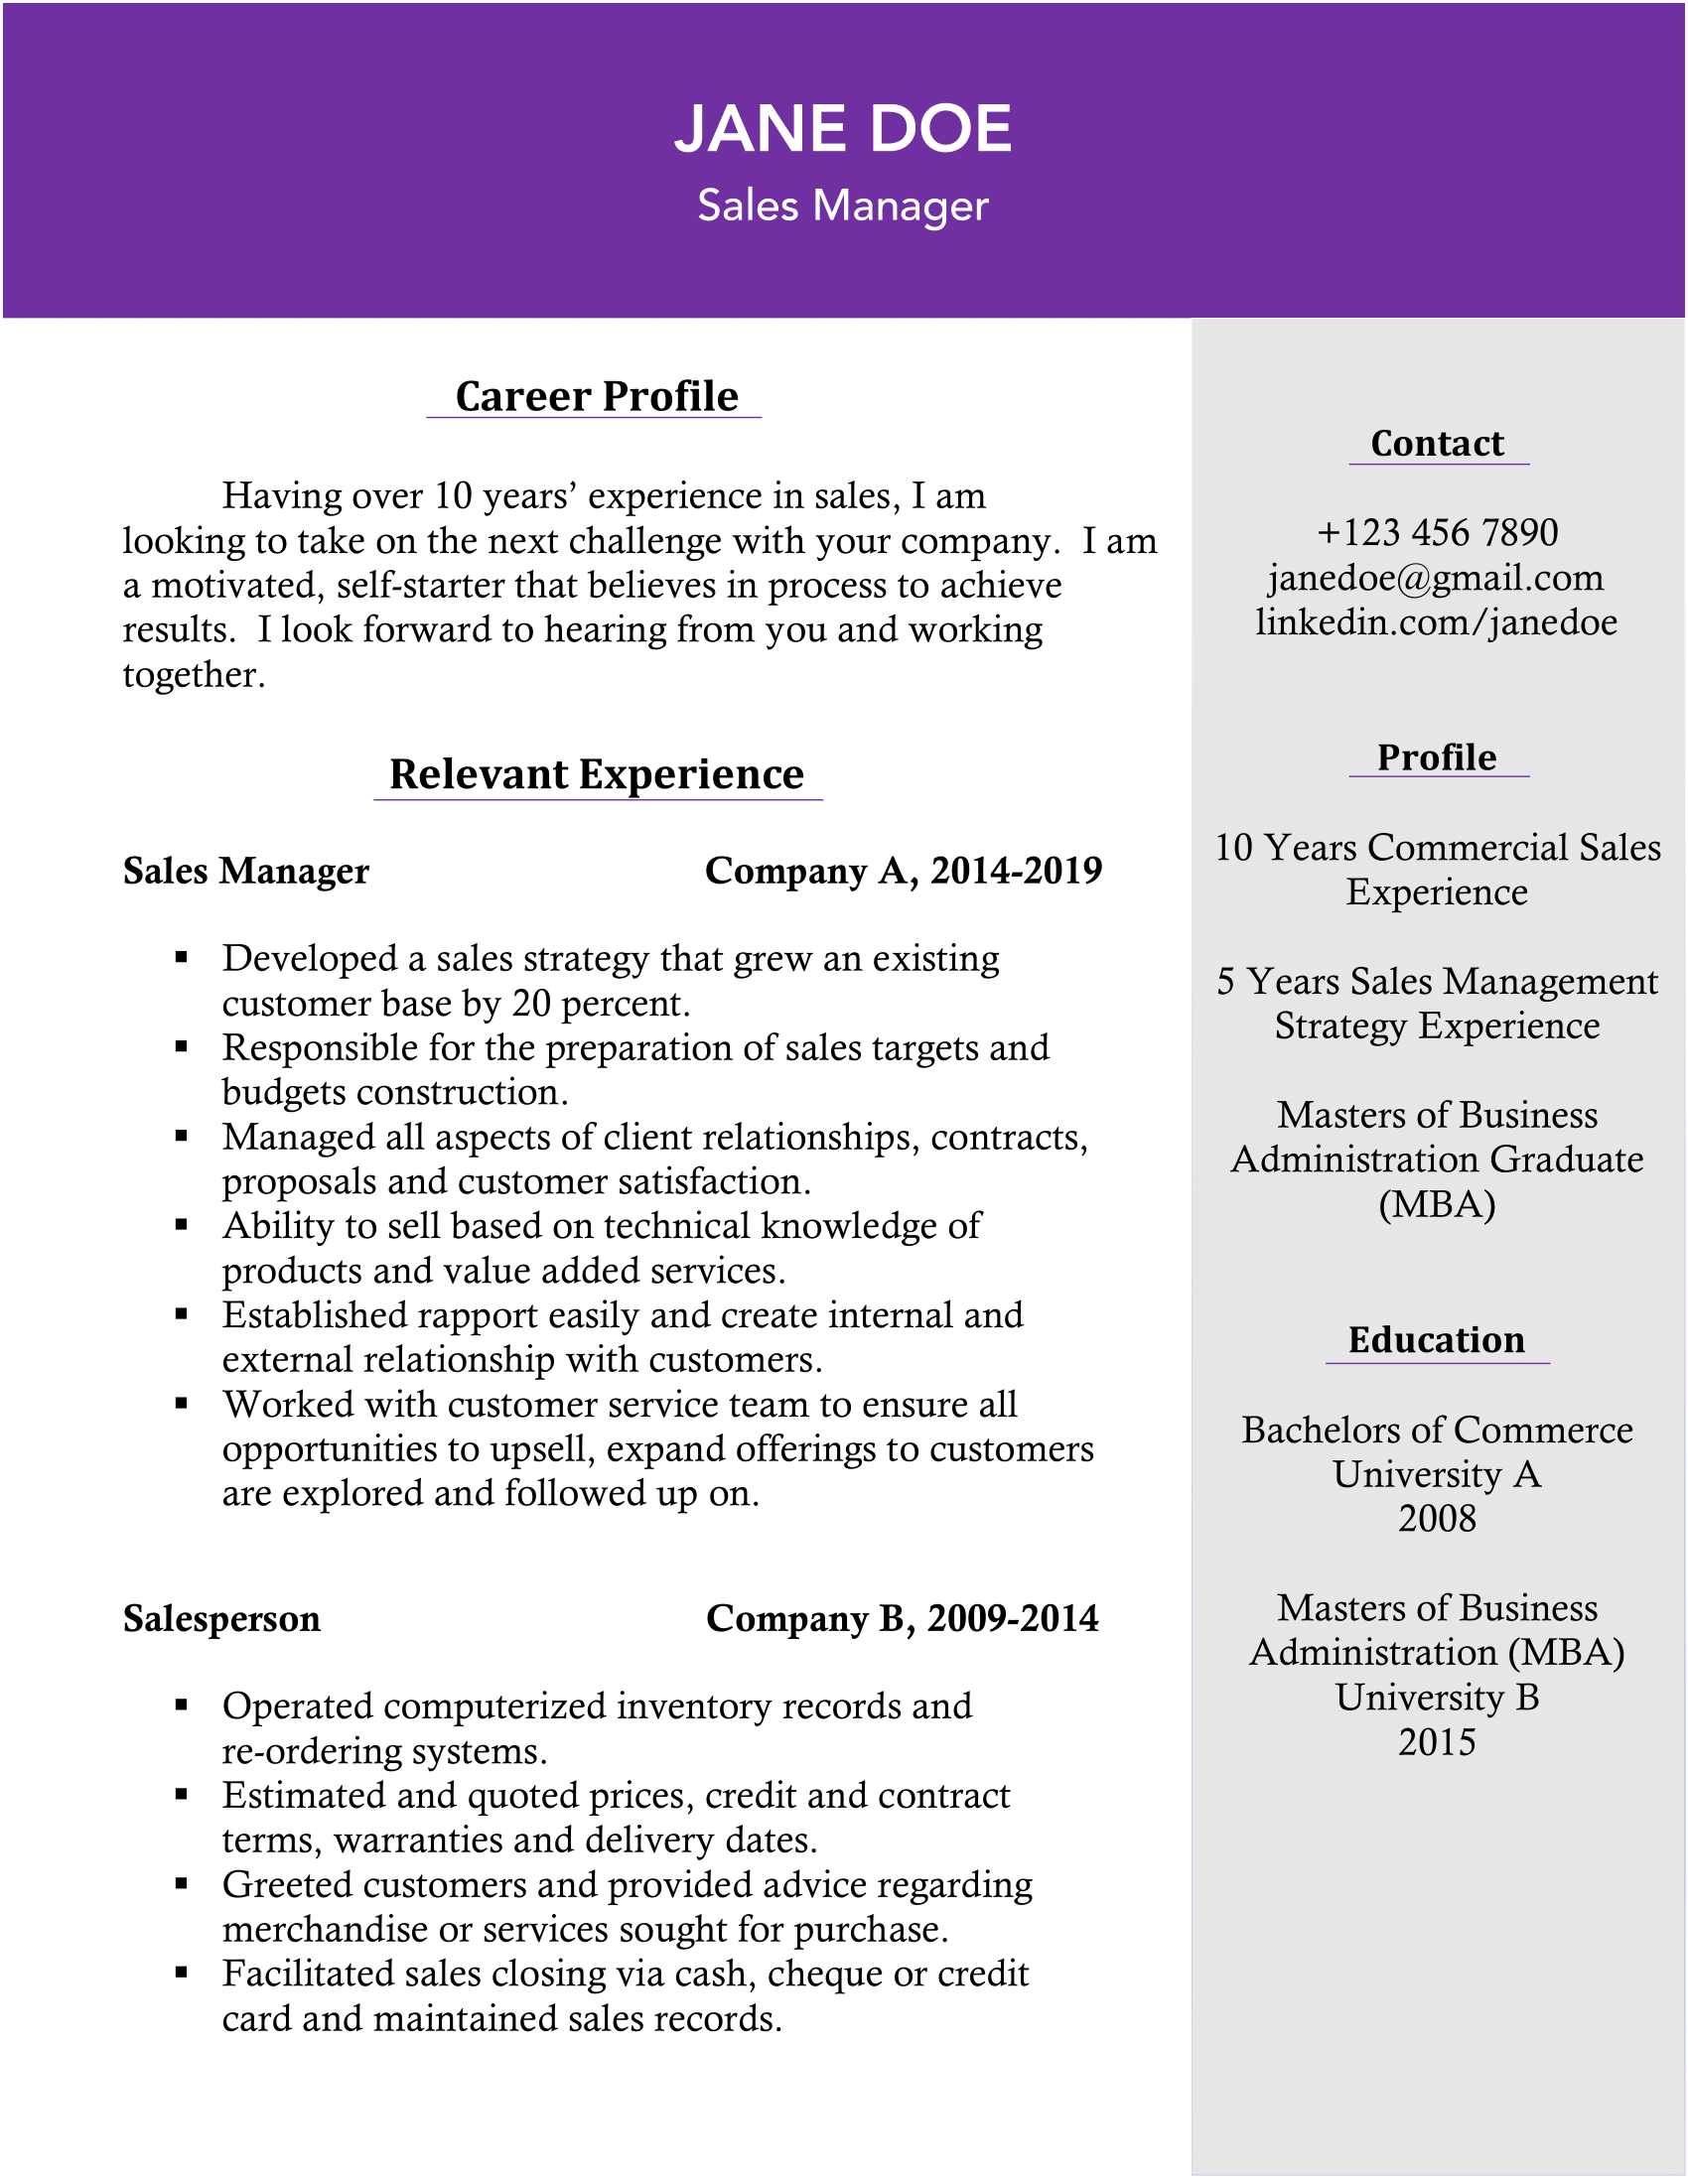 JANE DOE
Sales Manager
Career Profile
Having over 10 years’ experience in sales, I am
looking to take on the next challenge with your company.  I am
a motivated, self-starter that believes in process to achieve
results.  I look forward to hearing from you and working
together.
Relevant Experience
Sales Manager Company A, 2014-2019
▪ Developed a sales strategy that grew an existing
customer base by 20 percent.
▪ Responsible for the preparation of sales targets and
budgets construction.
▪ Managed all aspects of client relationships, contracts,
proposals and customer satisfaction.
▪ Ability to sell based on technical knowledge of
products and value added services.
▪ Established rapport easily and create internal and
external relationship with customers.
▪ Worked with customer service team to ensure all
opportunities to upsell, expand offerings to customers
are explored and followed up on.
Salesperson Company B, 2009-2014
▪ Operated computerized inventory records and
re-ordering systems.
▪ Estimated and quoted prices, credit and contract
terms, warranties and delivery dates.
▪ Greeted customers and provided advice regarding
merchandise or services sought for purchase.
▪ Facilitated sales closing via cash, cheque or credit
card and maintained sales records.
Contact
+123 456 7890
janedoe@gmail.com
linkedin.com/janedoe
Profile
10 Years Commercial Sales
Experience
5 Years Sales Management
Strategy Experience
Masters of Business
Administration Graduate
(MBA)
Education
Bachelors of Commerce
University A
2008
Masters of Business
Administration (MBA)
University B
2015